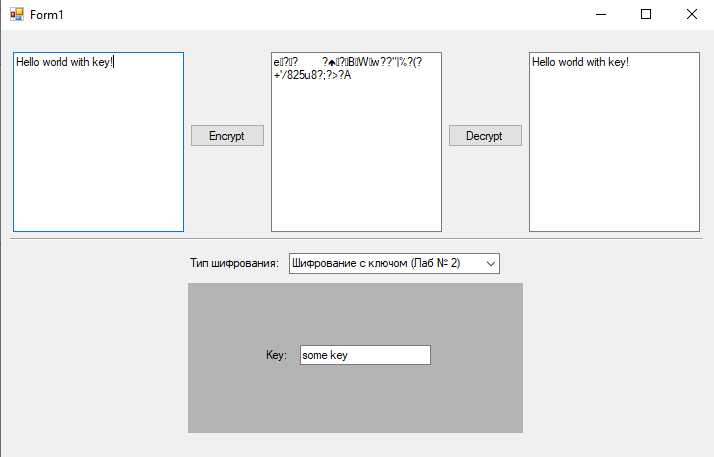 Form1
Hello world with key!
Encrypt
+'/825u8?;?>?A
Decrypt
Hello world with key!
Тип шифрования:
Шифрование с ключом (Лаб № 2)
Key:
some key